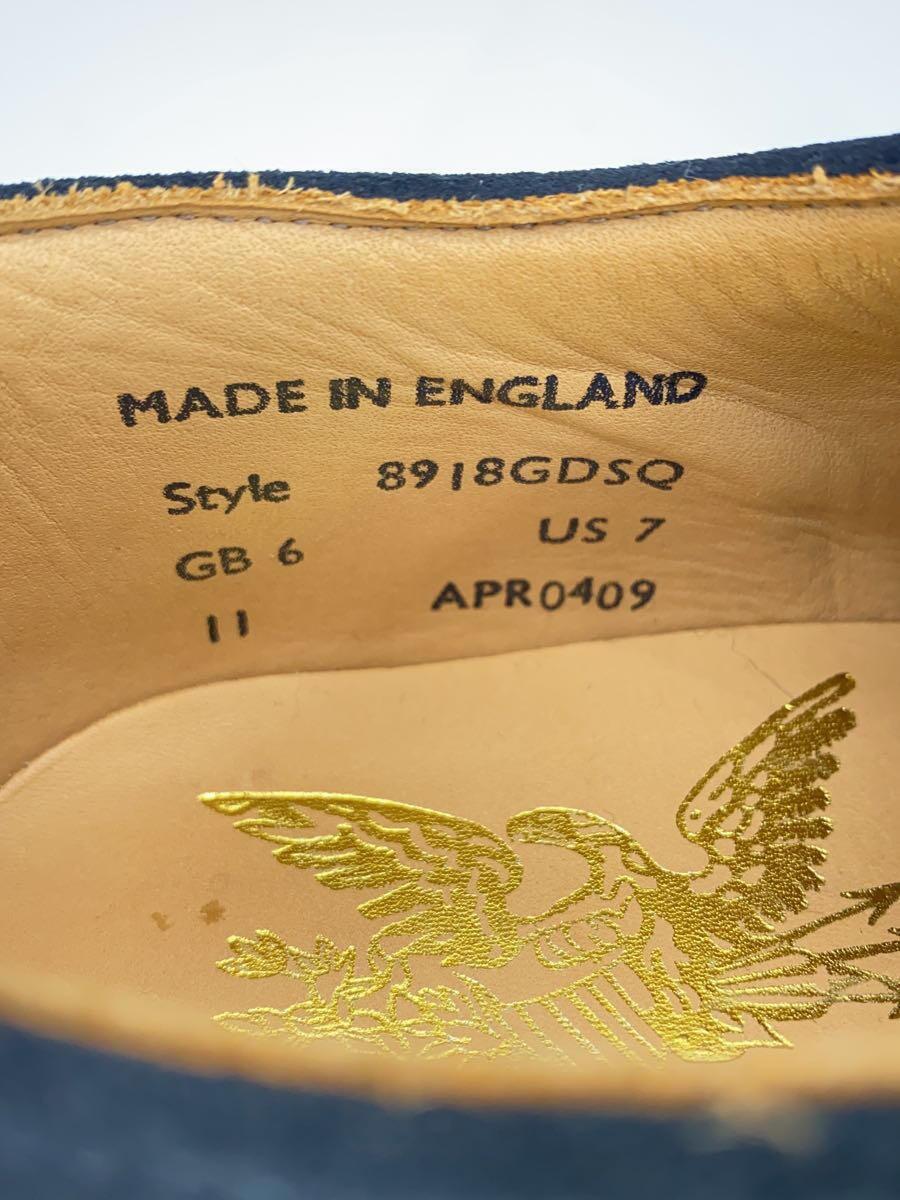 MADE IN ENGLAND
Style 8918GDSQ
GB 6 US 7
11 APR0409